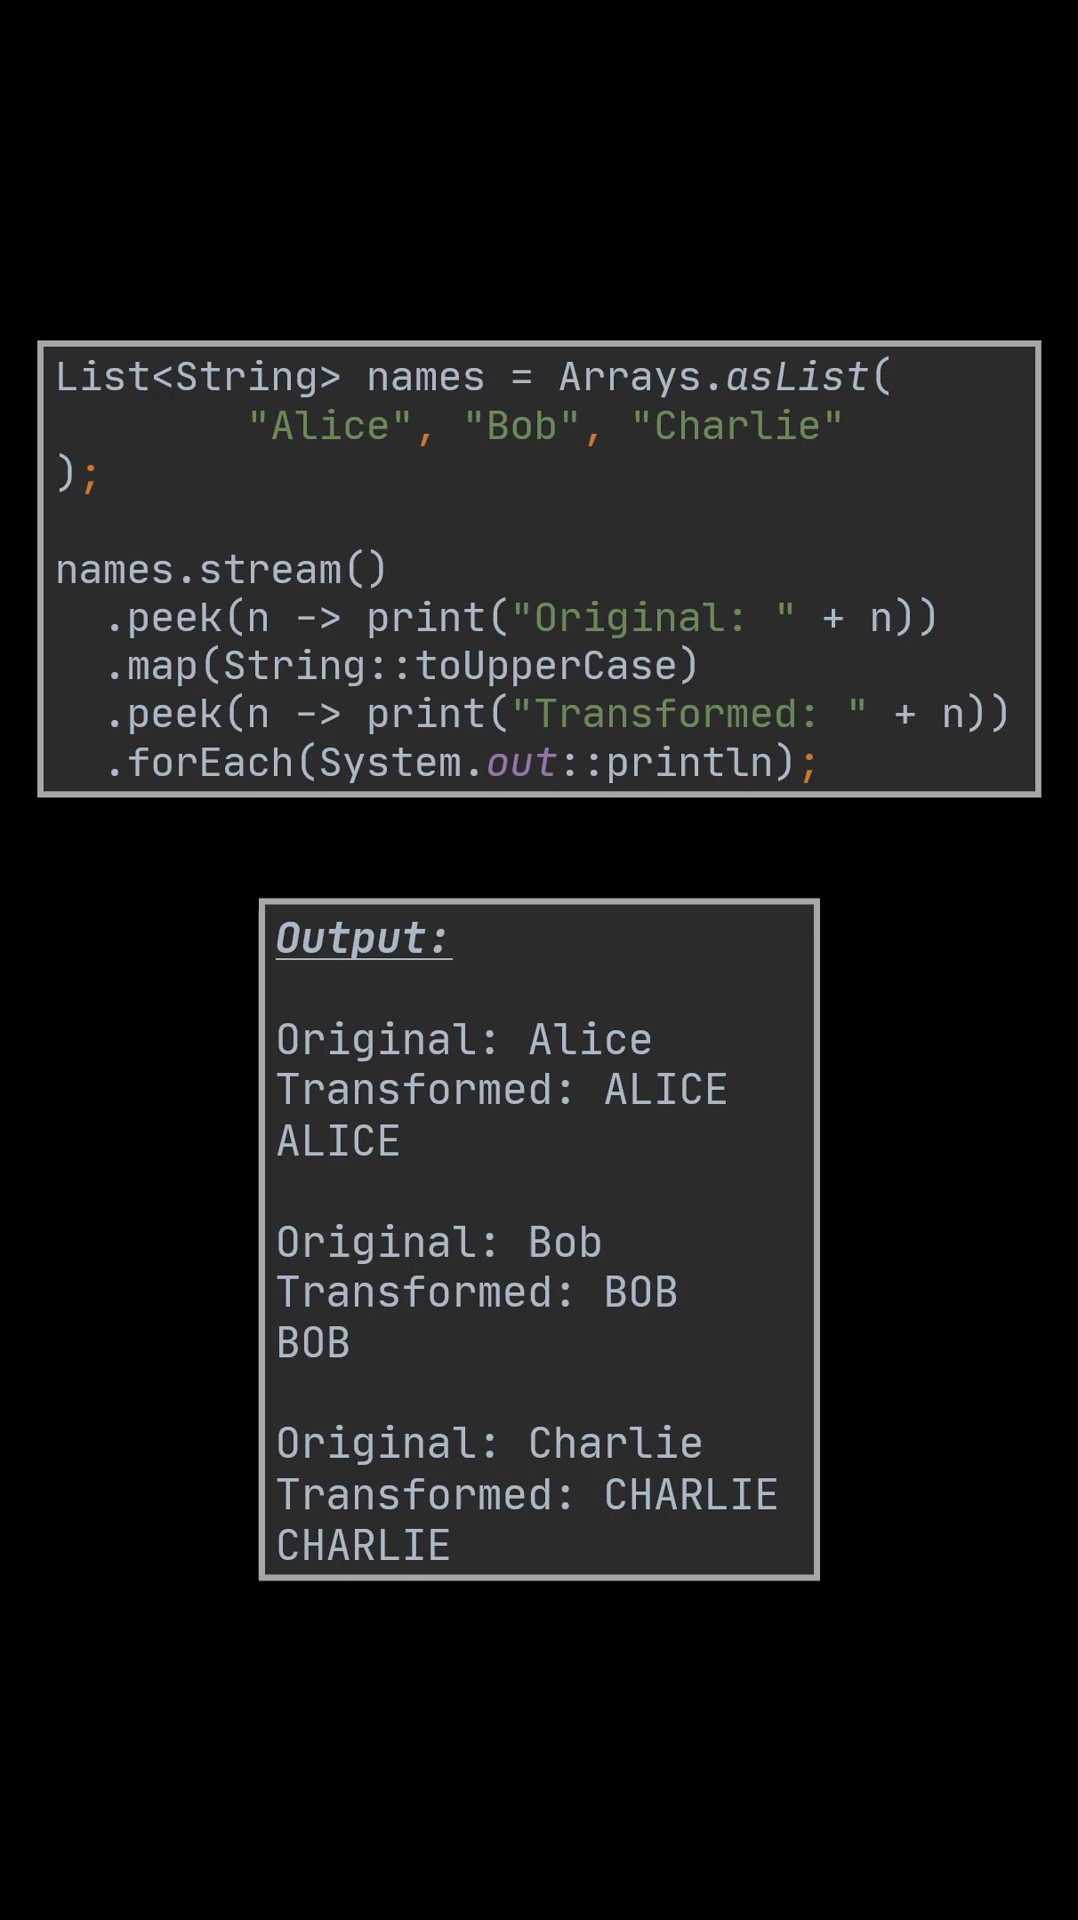 List<String> names = Arrays.asList(
        "Alice", "Bob", "Charlie"
);

names.stream()
  .peek(n -> print("Original: " + n))
  .map(String::toUpperCase)
  .peek(n -> print("Transformed: " + n))
  .forEach(System.out::println);
Output:
Original: Alice
Transformed: ALICE
ALICE
Original: Bob
Transformed: BOB
BOB
Original: Charlie
Transformed: CHARLIE
CHARLIE